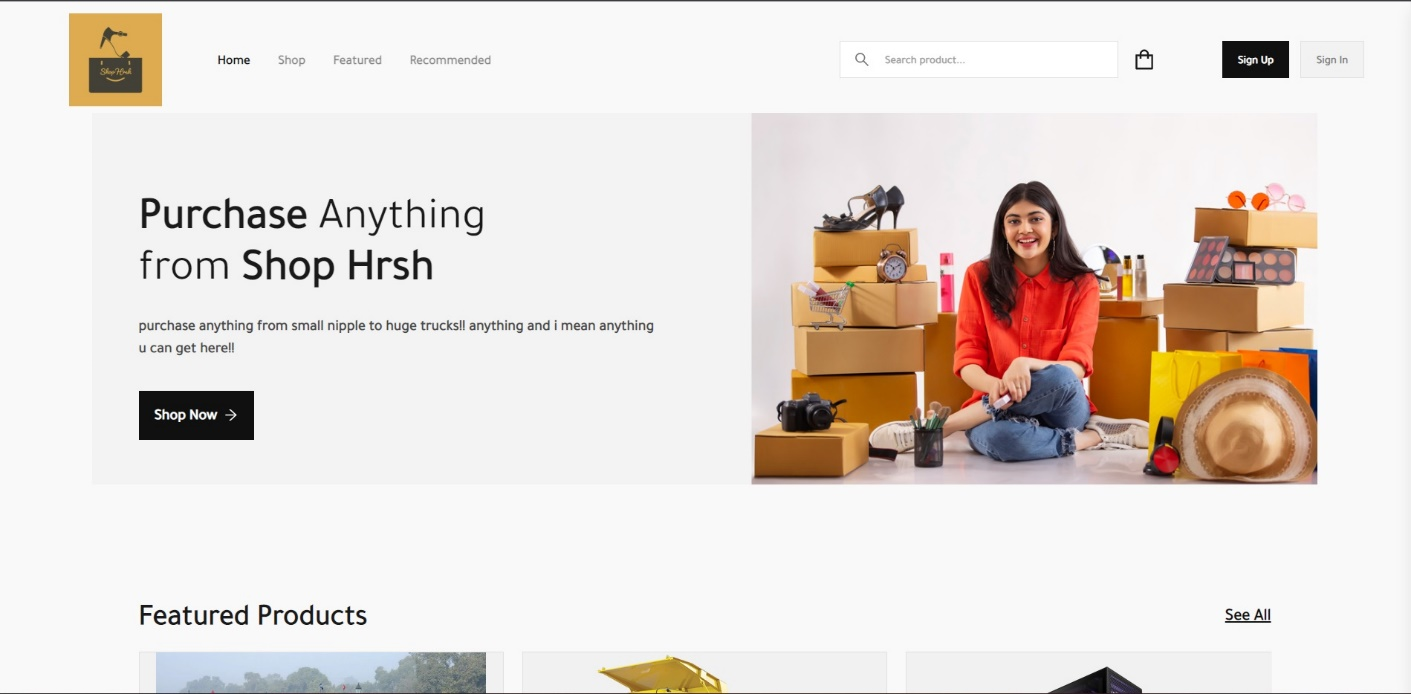 Shop Hrsh
Home
Shop
Featured
Recommended
Search product...
Sign Up
Sign In
Purchase Anything
from Shop Hrsh
purchase anything from small nipple to huge trucks!! anything and i mean anything
u can get here!!
Shop Now
Featured Products
See All